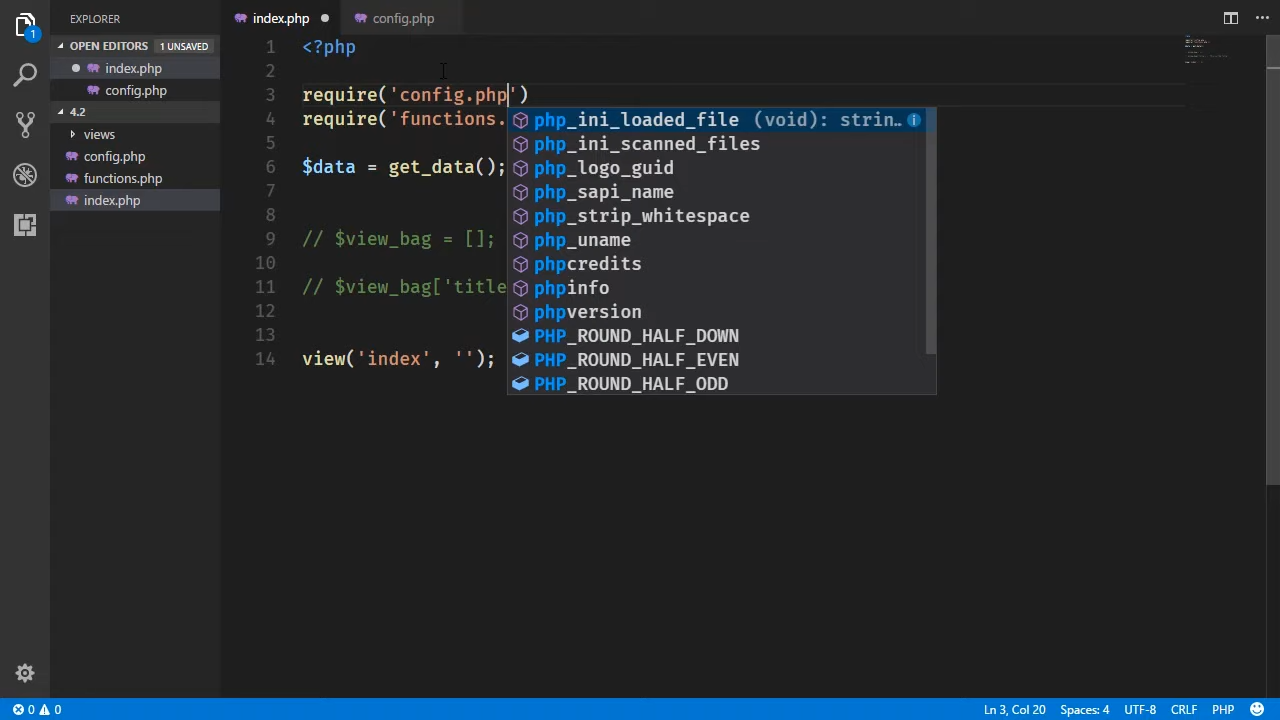 EXPLORER
index.php
config.php
1
OPEN EDITORS 1 UNSAVED
index.php
config.php
4.2
views
config.php
functions.php
index.php
1 <?php
2
3 require('config.php')
4 require('functions.
5
6 $data = get_data();
7
8
9 // $view_bag = [];
10
11 // $view_bag['title
12
13
14 view('index', '');
php_ini_loaded_file (void): strin...
php_ini_scanned_files
php_logo_guid
php_sapi_name
php_strip_whitespace
php_uname
phpcredits
phpinfo
phpversion
PHP_ROUND_HALF_DOWN
PHP_ROUND_HALF_EVEN
PHP_ROUND_HALF_ODD
0 0 Ln 3, Col 20 Spaces: 4 UTF-8 CRLF PHP